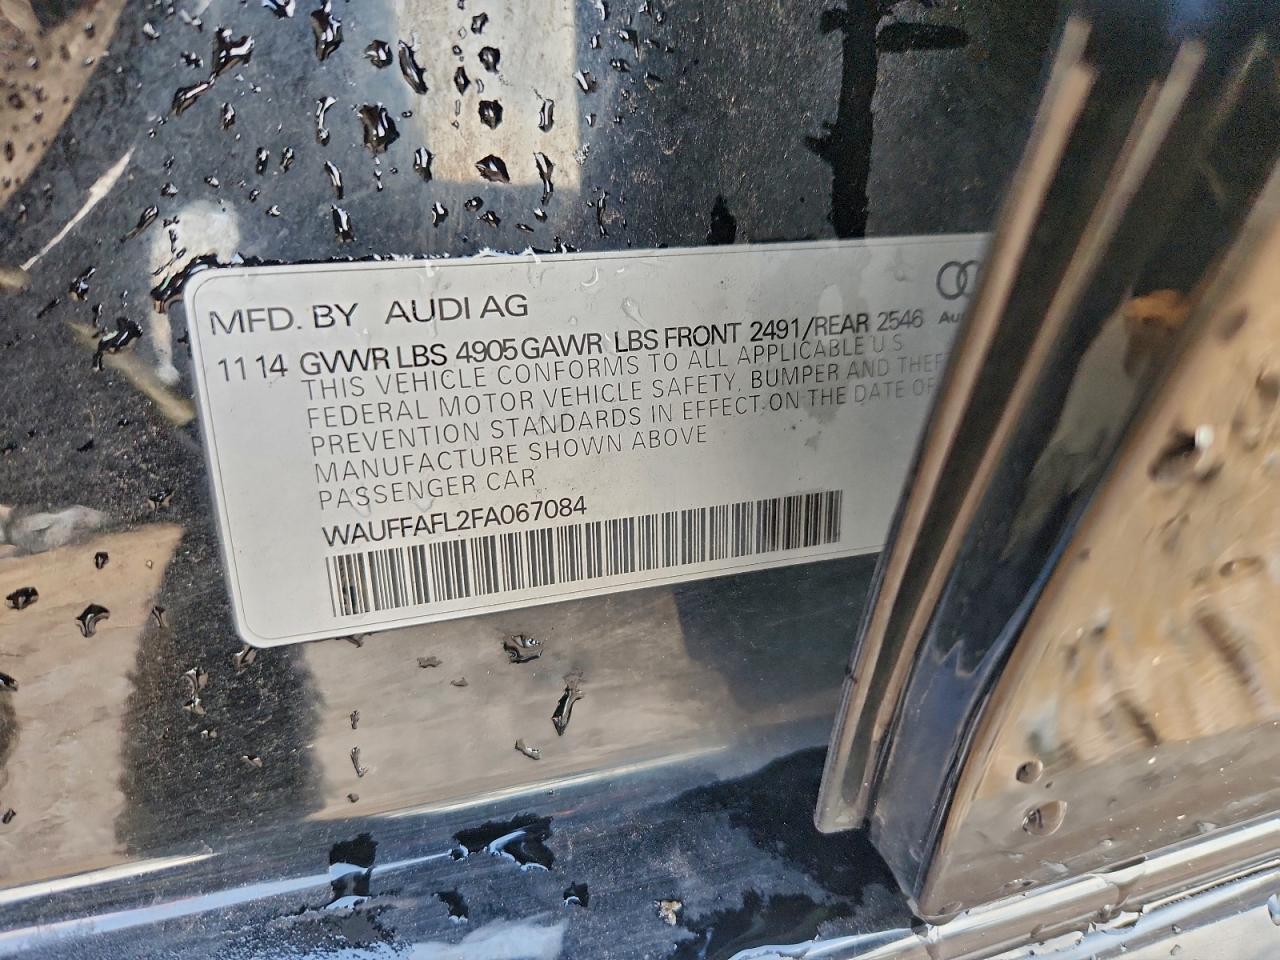 MFD. BY AUDI AG
11 14 GVWR LBS 4905 GAWR LBS FRONT 2491/REAR 2546
THIS VEHICLE CONFORMS TO ALL APPLICABLE U S
FEDERAL MOTOR VEHICLE SAFETY, BUMPER AND THEF
PREVENTION STANDARDS IN EFFECT ON THE DATE OF
MANUFACTURE SHOWN ABOVE
PASSENGER CAR
WAUFFAFL2FA067084